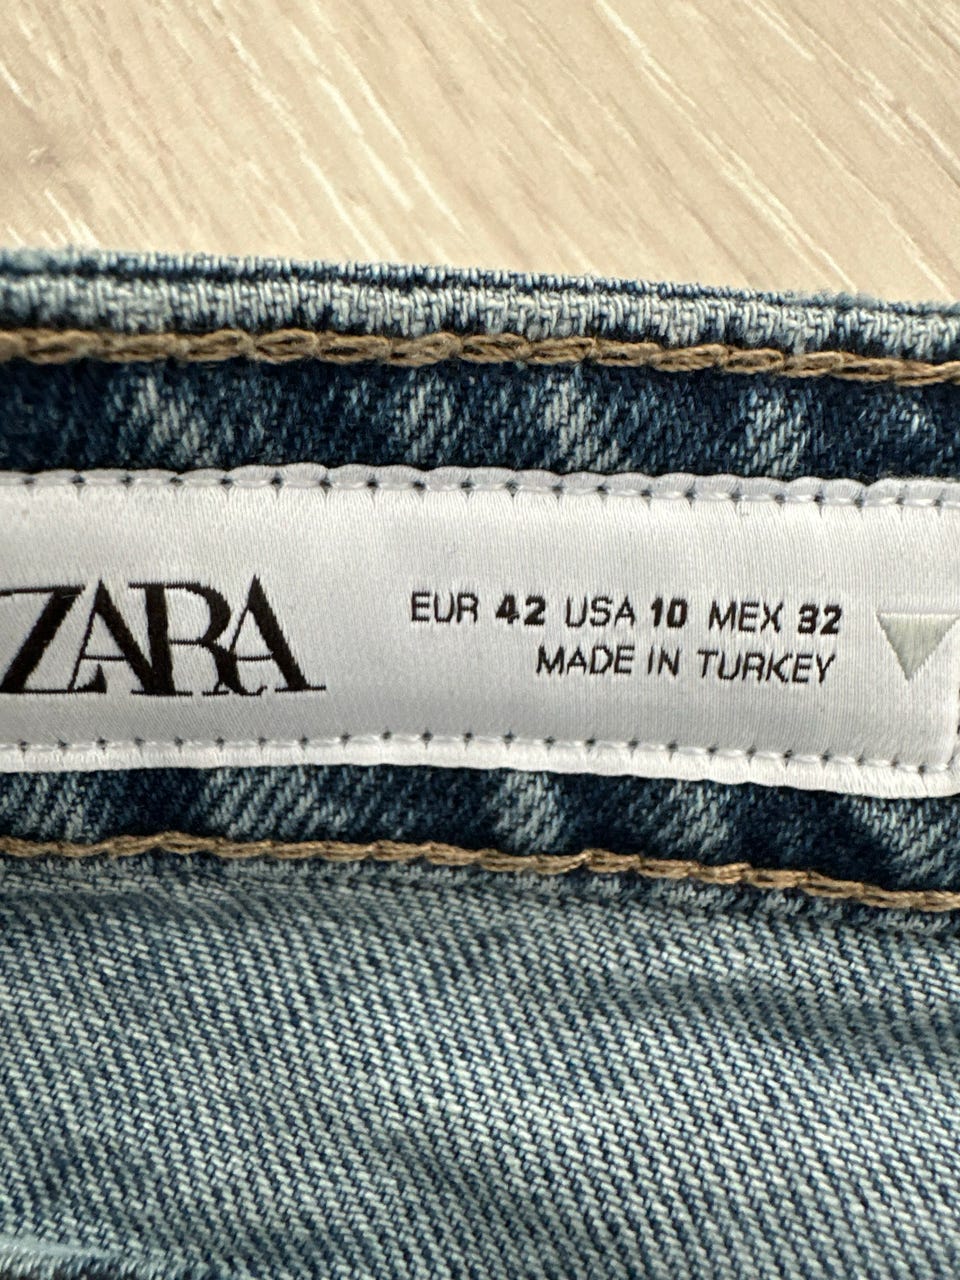 ZARA
EUR 42 USA 10 MEX 32
MADE IN TURKEY